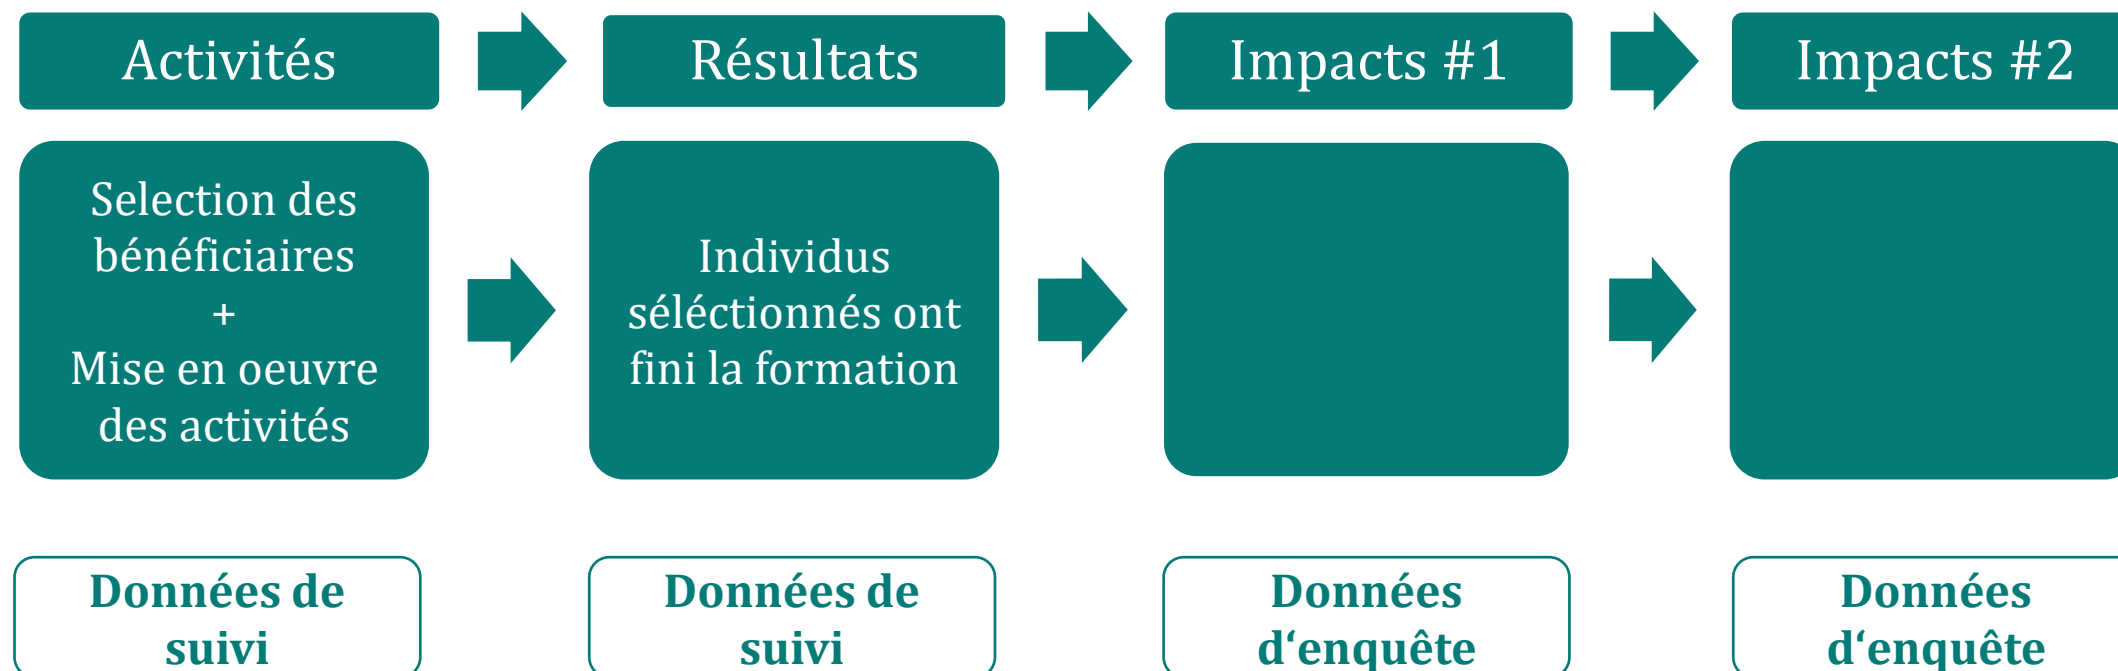 Activités
Résultats
Impacts #1
Impacts #2
Selection des
bénéficiaires
+
Mise en oeuvre
des activités
Individus
séléctionnés ont
fini la formation
Données de
suivi
Données de
suivi
Données
d‘enquête
Données
d‘enquête